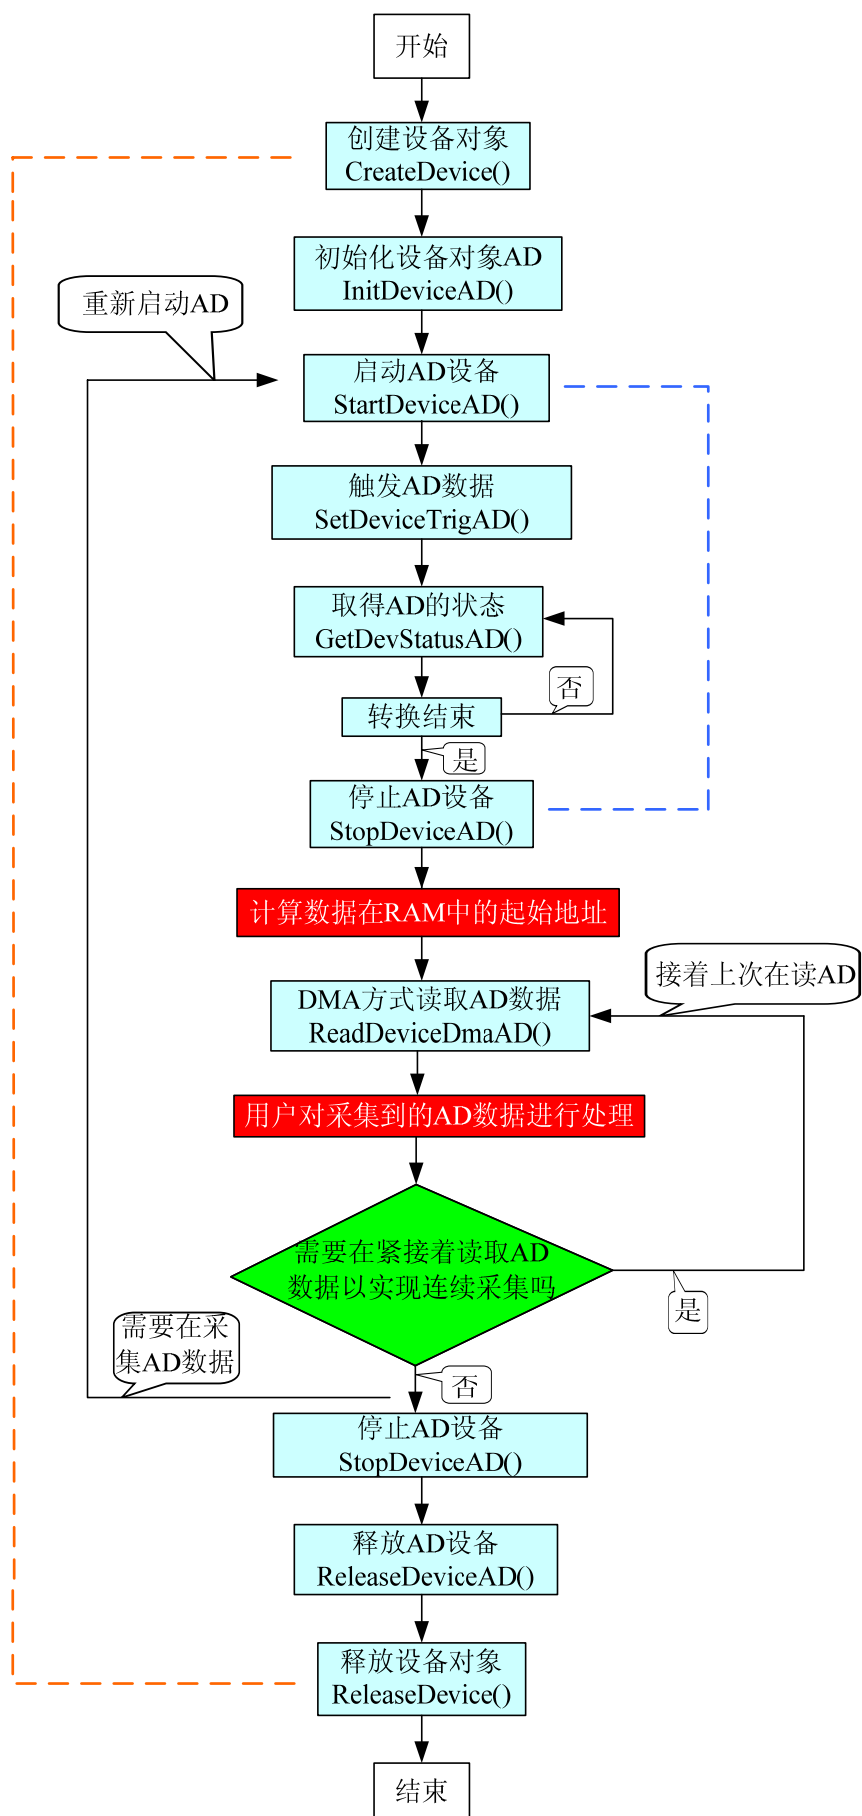 开始
创建设备对象
CreateDevice()
初始化设备对象AD
InitDeviceAD()
重新启动AD
启动AD设备
StartDeviceAD()
触发AD数据
SetDeviceTrigAD()
取得AD的状态
GetDevStatusAD()
否
转换结束
是
停止AD设备
StopDeviceAD()
计算数据在RAM中的起始地址
接着上次在读AD
DMA方式读取AD数据
ReadDeviceDmaAD()
用户对采集到的AD数据进行处理
需要在紧接着读取AD
数据以实现连续采集吗
是
需要在采
集AD数据
否
停止AD设备
StopDeviceAD()
释放AD设备
ReleaseDeviceAD()
释放设备对象
ReleaseDevice()
结束